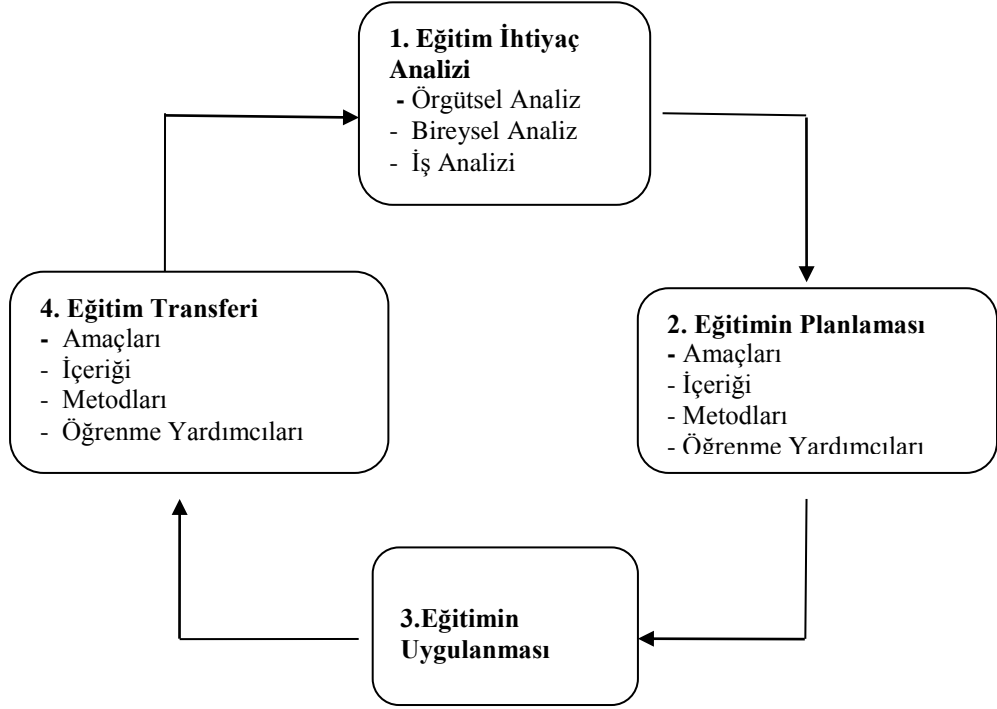 1. Eğitim İhtiyaç
Analizi
- Örgütsel Analiz
- Bireysel Analiz
- İş Analizi
2. Eğitimin Planlaması
- Amaçları
- İçeriği
- Metodları
- Öğrenme Yardımcıları
3.Eğitimin
Uygulanması
4. Eğitim Transferi
- Amaçları
- İçeriği
- Metodları
- Öğrenme Yardımcıları